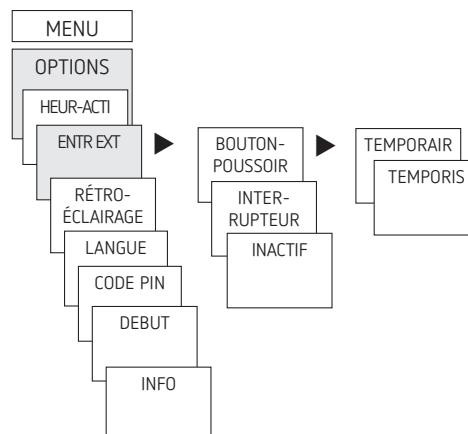 MENU
OPTIONS
HEUR-ACTI
ENTR EXT
RÉTRO-
ÉCLAIRAGE
LANGUE
CODE PIN
DEBUT
INFO
BOUTON-
POUSSOIR
INTER-
RUPTEUR
INACTIF
TEMPORAIR
TEMPORIS